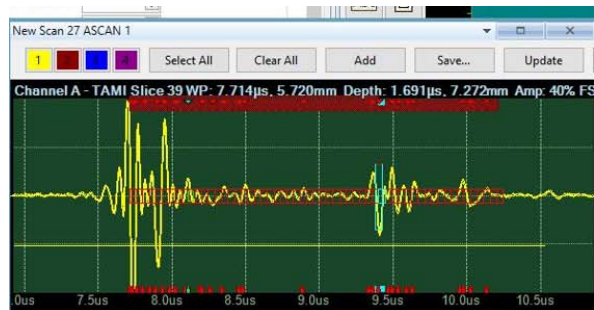 New Scan 27 ASCAN 1
1
Select All
Clear All
Add
Save...
Update
Channel A - TAMI Slice 39 WP: 7.714µs, 5.720mm Depth: 1.691µs, 7.272mm Amp: 40% FS
.0us 7.5us 8.0us 8.5us 9.0us 9.5us 10.0us 10.5us